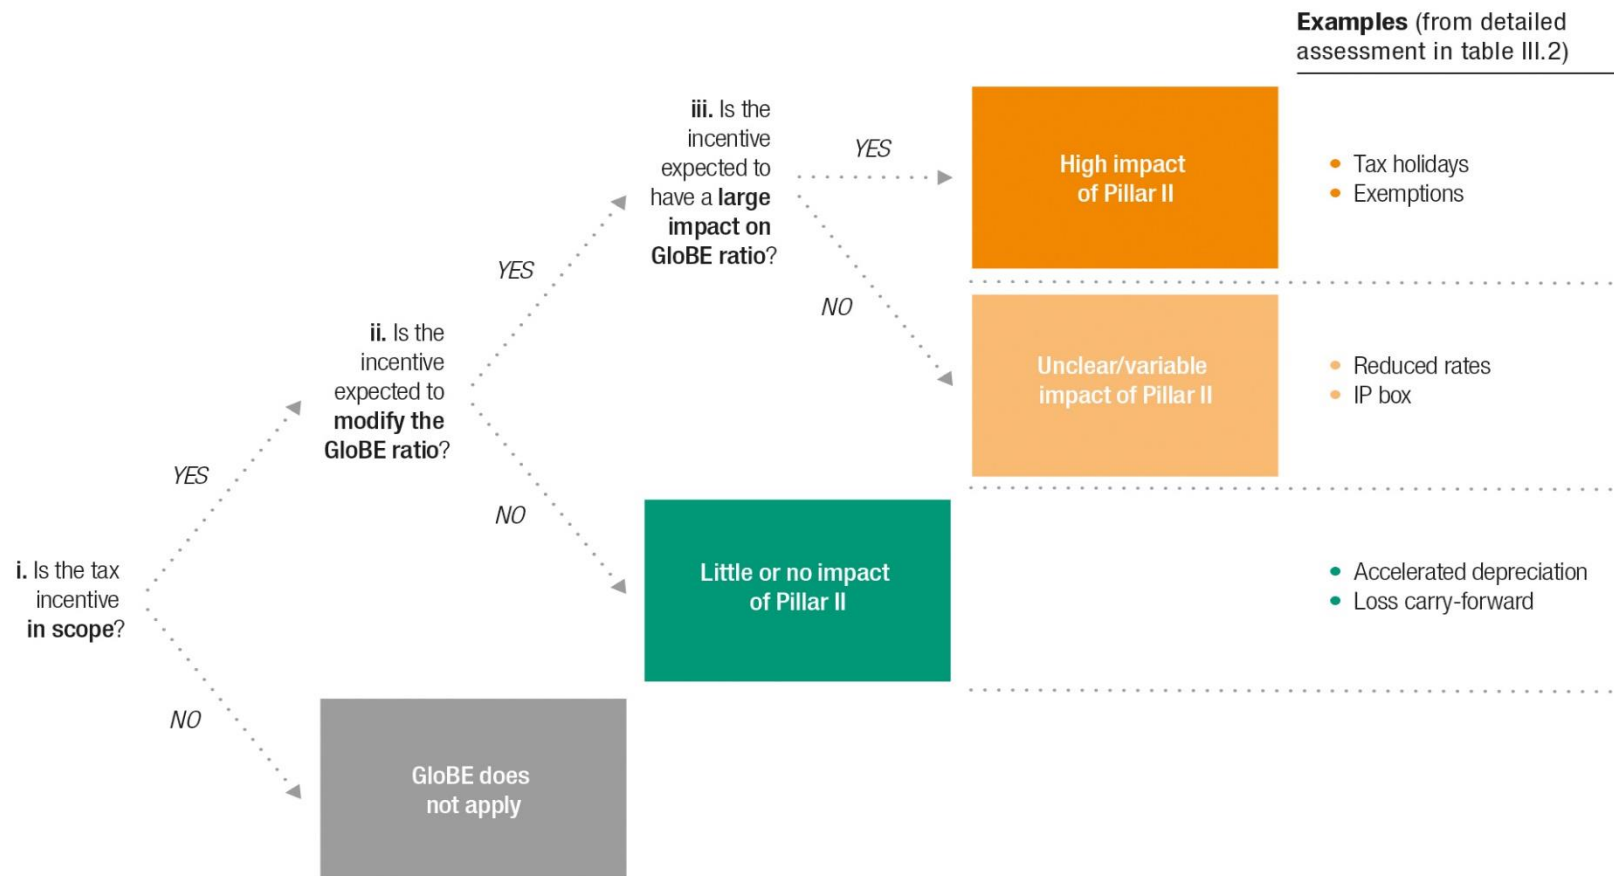 Examples (from detailed
assessment in table III.2)
iii. Is the
incentive
expected to
have a large
impact on
GloBE ratio?
YES
High impact
of Pillar II
• Tax holidays
• Exemptions
YES
NO
ii. Is the
incentive
expected to
modify the
GloBE ratio?
Unclear/variable
impact of Pillar II
• Reduced rates
• IP box
YES
NO
i. Is the tax
incentive
in scope?
Little or no impact
of Pillar II
• Accelerated depreciation
• Loss carry-forward
NO
GloBE does
not apply